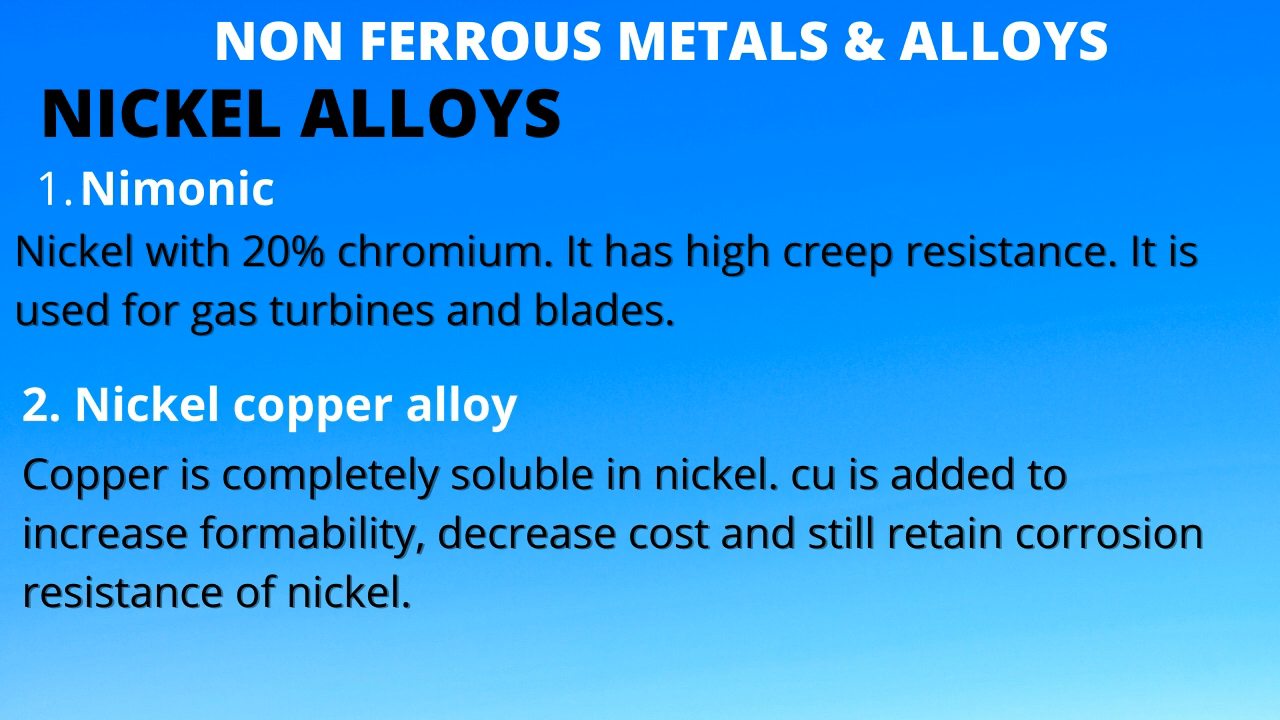 NON FERROUS METALS & ALLOYS
NICKEL ALLOYS
1. Nimonic
Nickel with 20% chromium. It has high creep resistance. It is
used for gas turbines and blades.
2. Nickel copper alloy
Copper is completely soluble in nickel. cu is added to
increase formability, decrease cost and still retain corrosion
resistance of nickel.